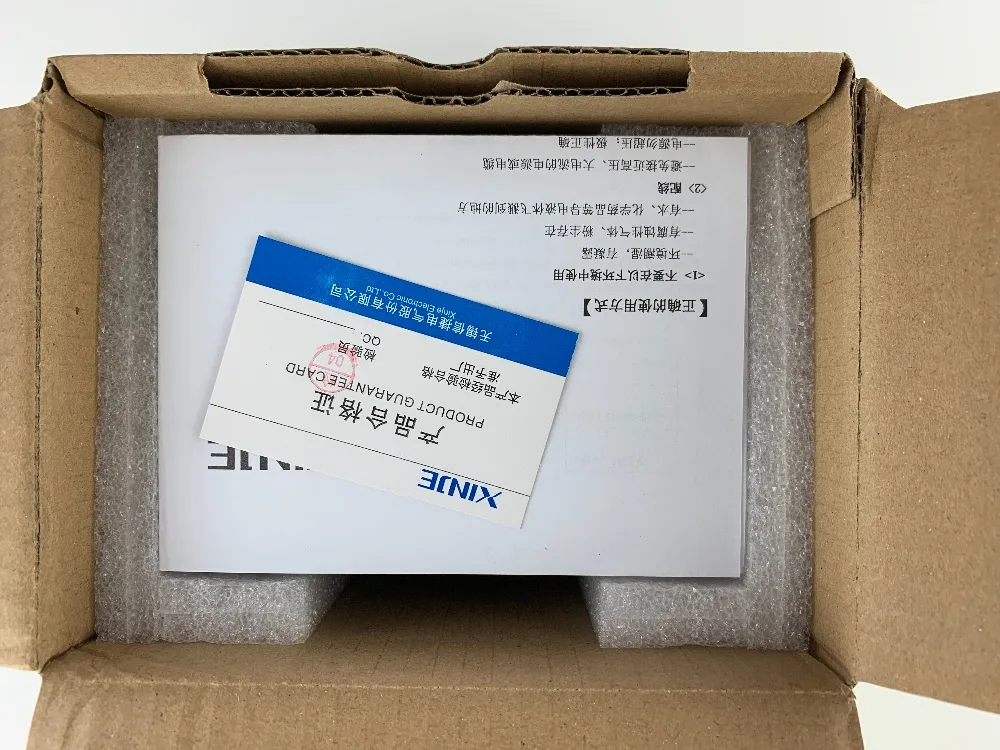 XINJE
产品合格证
PRODUCT GUARANTEE CARD
本产品经检验合格
准予出厂
检验员
QC.
04
无锡信捷电气股份有限公司
Xinje Electronic Co.,Ltd
XINJE
【正确的使用方式】
<1> 不要在以下环境中使用
—环境潮湿，有凝露
—有腐蚀性气体、粉尘存在
—有水、化学药品等导电液体飞溅到的地方
<2> 配线
—避免接近高压、大电流的电源或电缆
—电源勿超压，极性正确